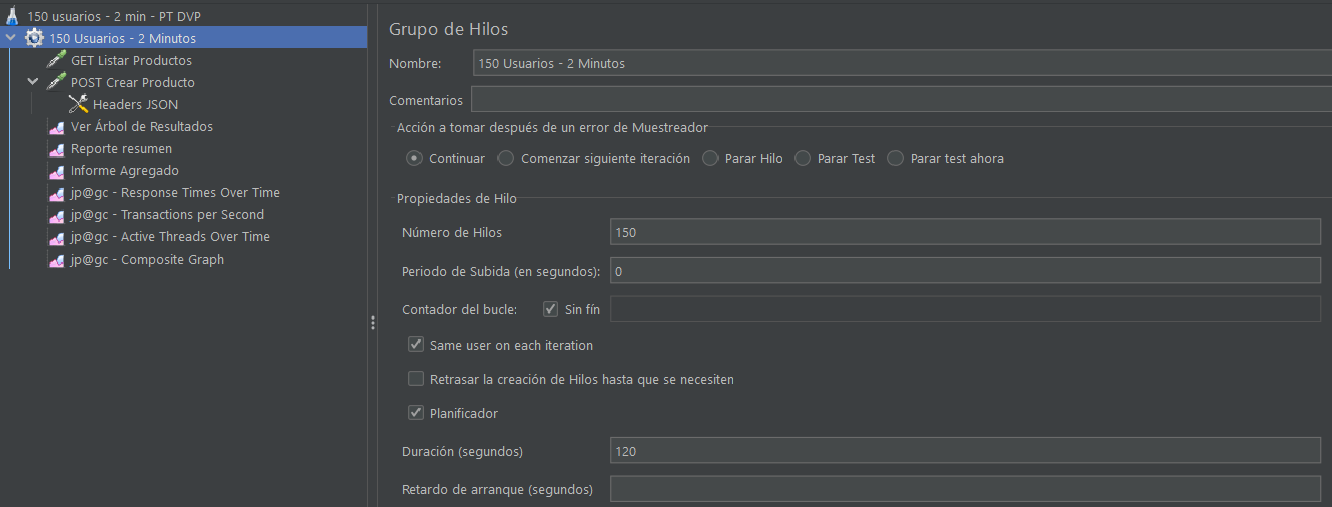 150 usuarios - 2 min - PT DVP
150 Usuarios - 2 Minutos
GET Listar Productos
POST Crear Producto
Headers JSON
Ver Árbol de Resultados
Reporte resumen
Informe Agregado
jp@gc - Response Times Over Time
jp@gc - Transactions per Second
jp@gc - Active Threads Over Time
jp@gc - Composite Graph
Grupo de Hilos
Nombre: 150 Usuarios - 2 Minutos
Comentarios
Acción a tomar después de un error de Muestreador
Continuar Comenzar siguiente iteración Parar Hilo Parar Test Parar test ahora
Propiedades de Hilo
Número de Hilos 150
Periodo de Subida (en segundos): 0
Contador del bucle: Sin fín
Same user on each iteration
Retrasar la creación de Hilos hasta que se necesiten
Planificador
Duración (segundos) 120
Retardo de arranque (segundos)